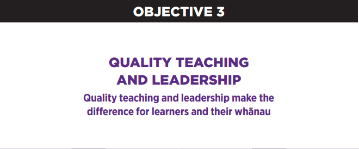 OBJECTIVE 3
QUALITY TEACHING
AND LEADERSHIP
Quality teaching and leadership make the
difference for learners and their whānau